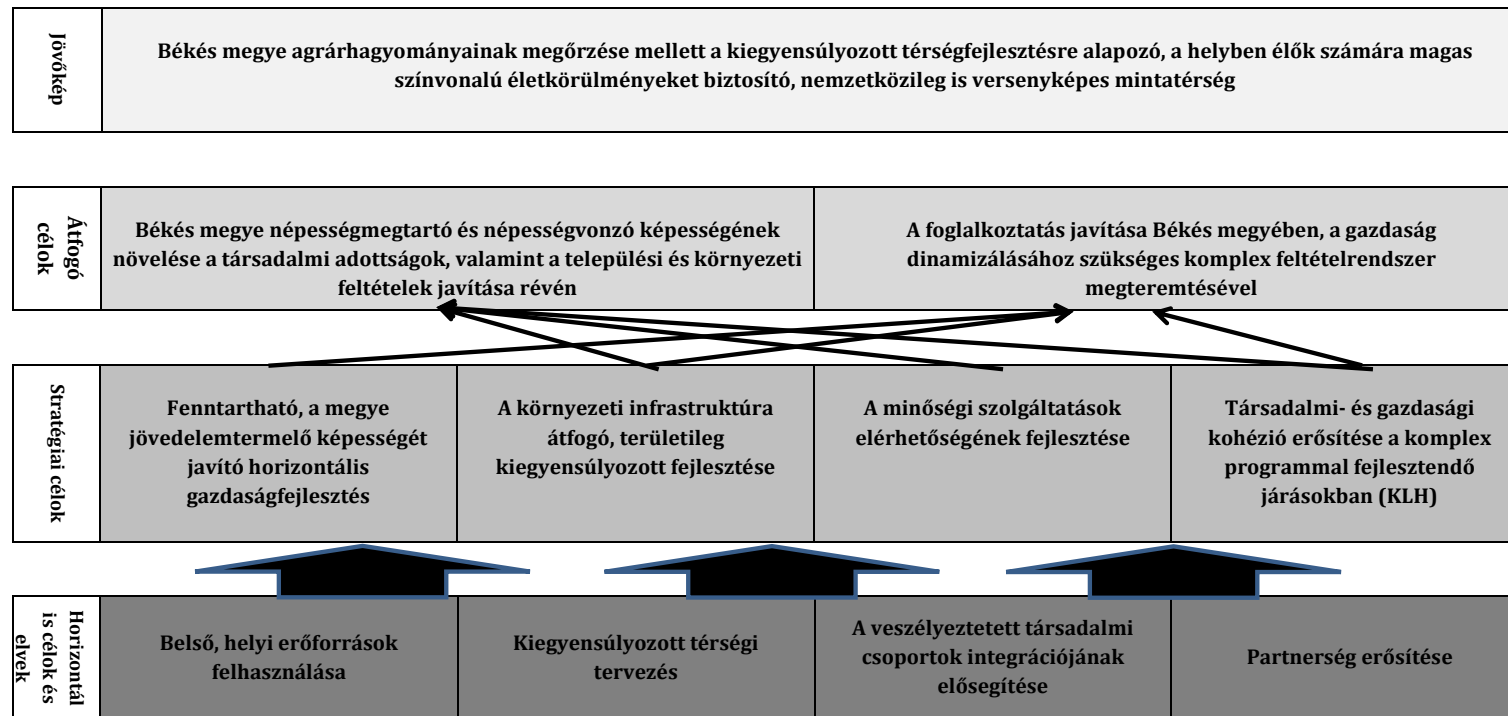 Jövőkép
Békés megye agrárhagyományainak megőrzése mellett a kiegyensúlyozott térségfejlesztésre alapozó, a helyben élők számára magas
színvonalú életkörülményeket biztosító, nemzetközileg is versenyképes mintatérség
Átfogó
célok
Békés megye népességmegtartó és népességvonzó képességének
növelése a társadalmi adottságok, valamint a települési és környezeti
feltételek javítása révén
A foglalkoztatás javítása Békés megyében, a gazdaság
dinamizálásához szükséges komplex feltételrendszer
megteremtésével
Stratégiai célok
Fenntartható, a megye
jövedelemtermelő képességét
javító horizontális
gazdaságfejlesztés
A környezeti infrastruktúra
átfogó, területileg
kiegyensúlyozott fejlesztése
A minőségi szolgáltatások
elérhetőségének fejlesztése
Társadalmi- és gazdasági
kohézió erősítése a komplex
programmal fejlesztendő
járásokban (KLH)
Horizontál
is célok és
elvek
Belső, helyi erőforrások
felhasználása
Kiegyensúlyozott térségi
tervezés
A veszélyeztetett társadalmi
csoportok integrációjának
elősegítése
Partnerség erősítése